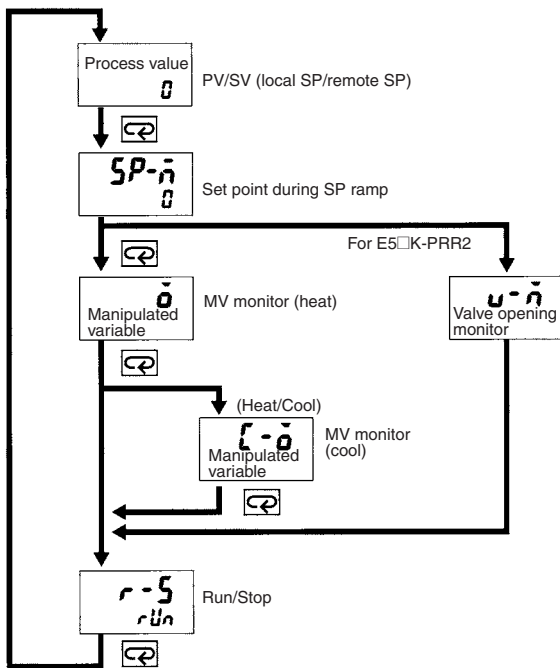 Process value
0
PV/SV (local SP/remote SP)
SP-m
0
Set point during SP ramp
For E5□K-PRR2
o
Manipulated
variable
MV monitor (heat)
u-m
Valve opening
monitor
(Heat/Cool)
C-o
Manipulated
variable
MV monitor
(cool)
r-S
rUn
Run/Stop